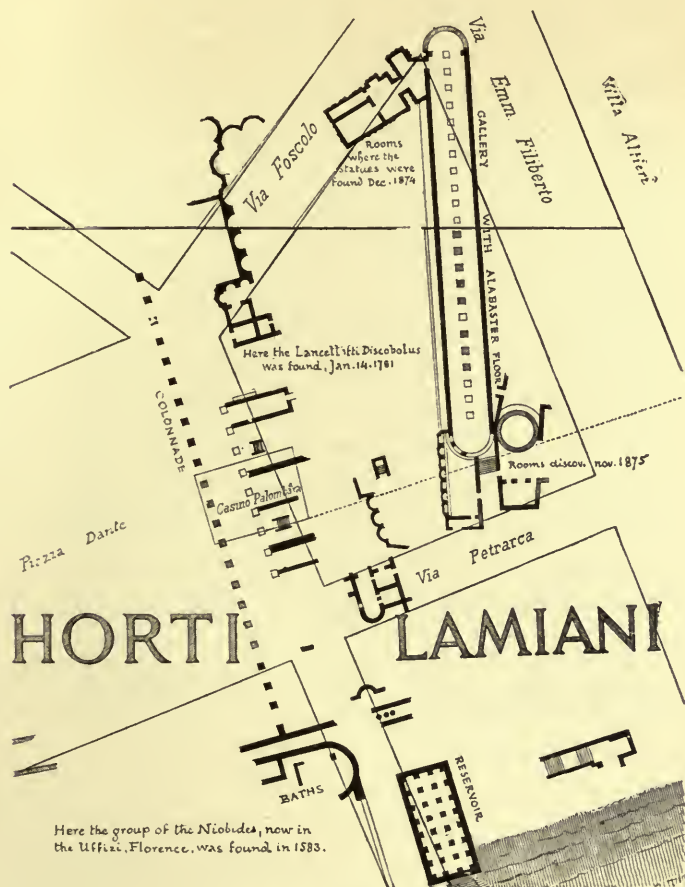 Via Foscolo
Via Emm. Filiberto
Villa Altieri
Rooms
where the
statues were
found Dec. 1874
GALLERY WITH ALABASTER FLOOR
Here the Lancellotti Discobolus
was found, Jan. 14. 1781
COLONNADE
Casino Palombara
Rooms discov. nov. 1875
Piazza Dante
Via Petrarca
HORTI LAMIANI
BATHS
RESERVOIR
Here the group of the Niobides, now in
the Uffizi, Florence, was found in 1583.